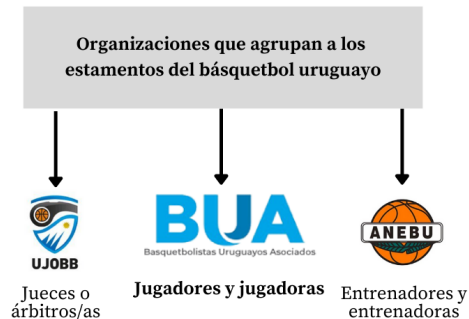 Organizaciones que agrupan a los
estamentos del básquetbol uruguayo
UJOBB
Jueces o
árbitros/as
BUA
Basquetbolistas Uruguayos Asociados
Jugadores y jugadoras
ANEBU
Entrenadores y
entrenadoras